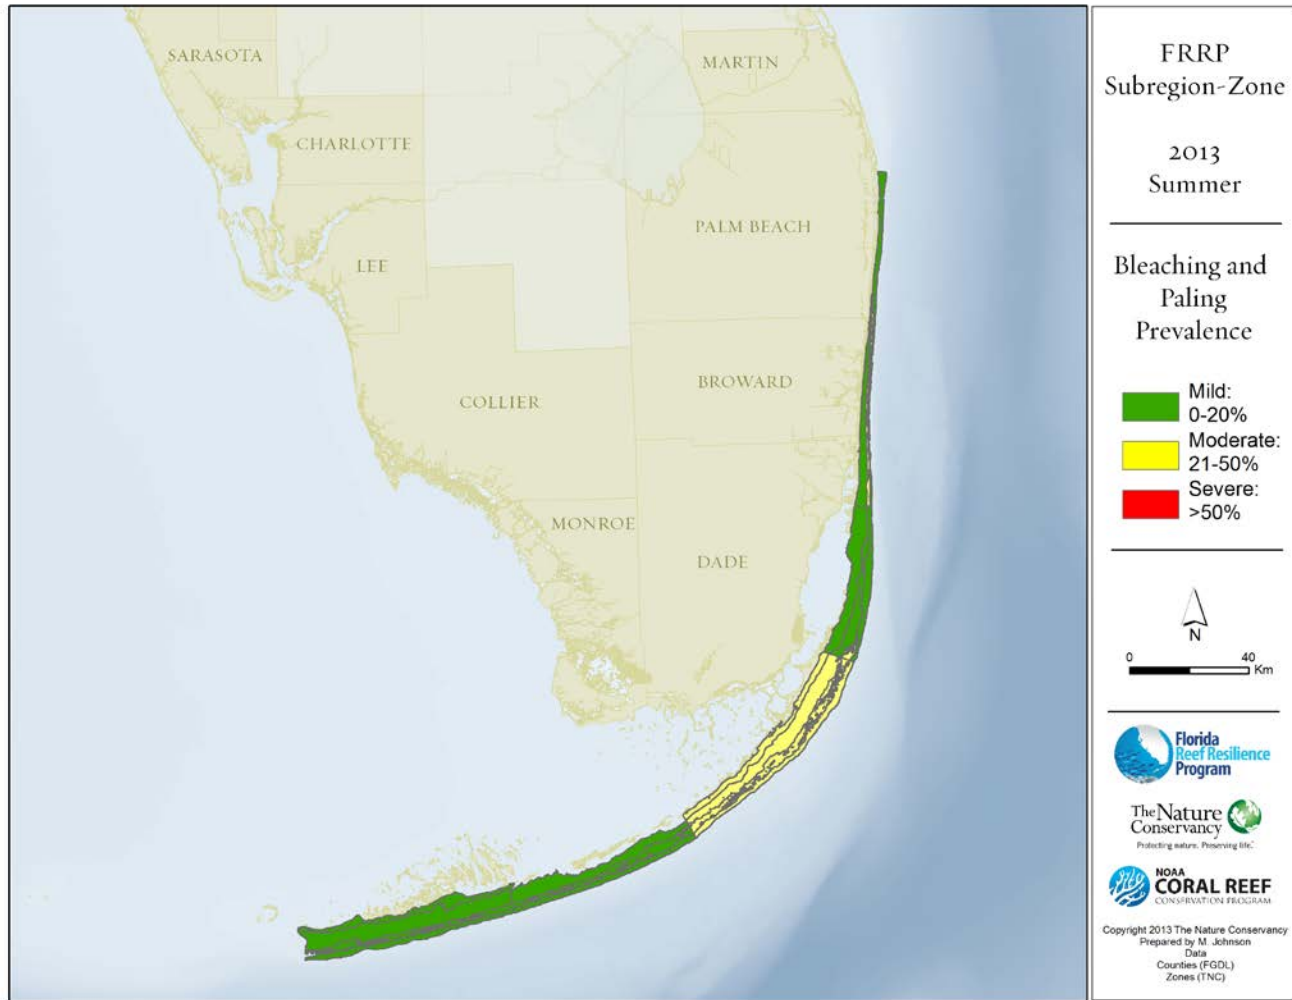 SARASOTA
MARTIN
CHARLOTTE
PALM BEACH
LEE
BROWARD
COLLIER
MONROE
DADE
FRRP
Subregion-Zone
2013
Summer
Bleaching and
Paling
Prevalence
Mild:
0-20%
Moderate:
21-50%
Severe:
>50%
N
0 40
Km
Florida
Reef Resilience
Program
The Nature
Conservancy
Protecting nature. Preserving life.
NOAA
CORAL REEF
CONSERVATION PROGRAM
Copyright 2013 The Nature Conservancy
Prepared by M. Johnson
Data
Counties (FGDL)
Zones (TNC)